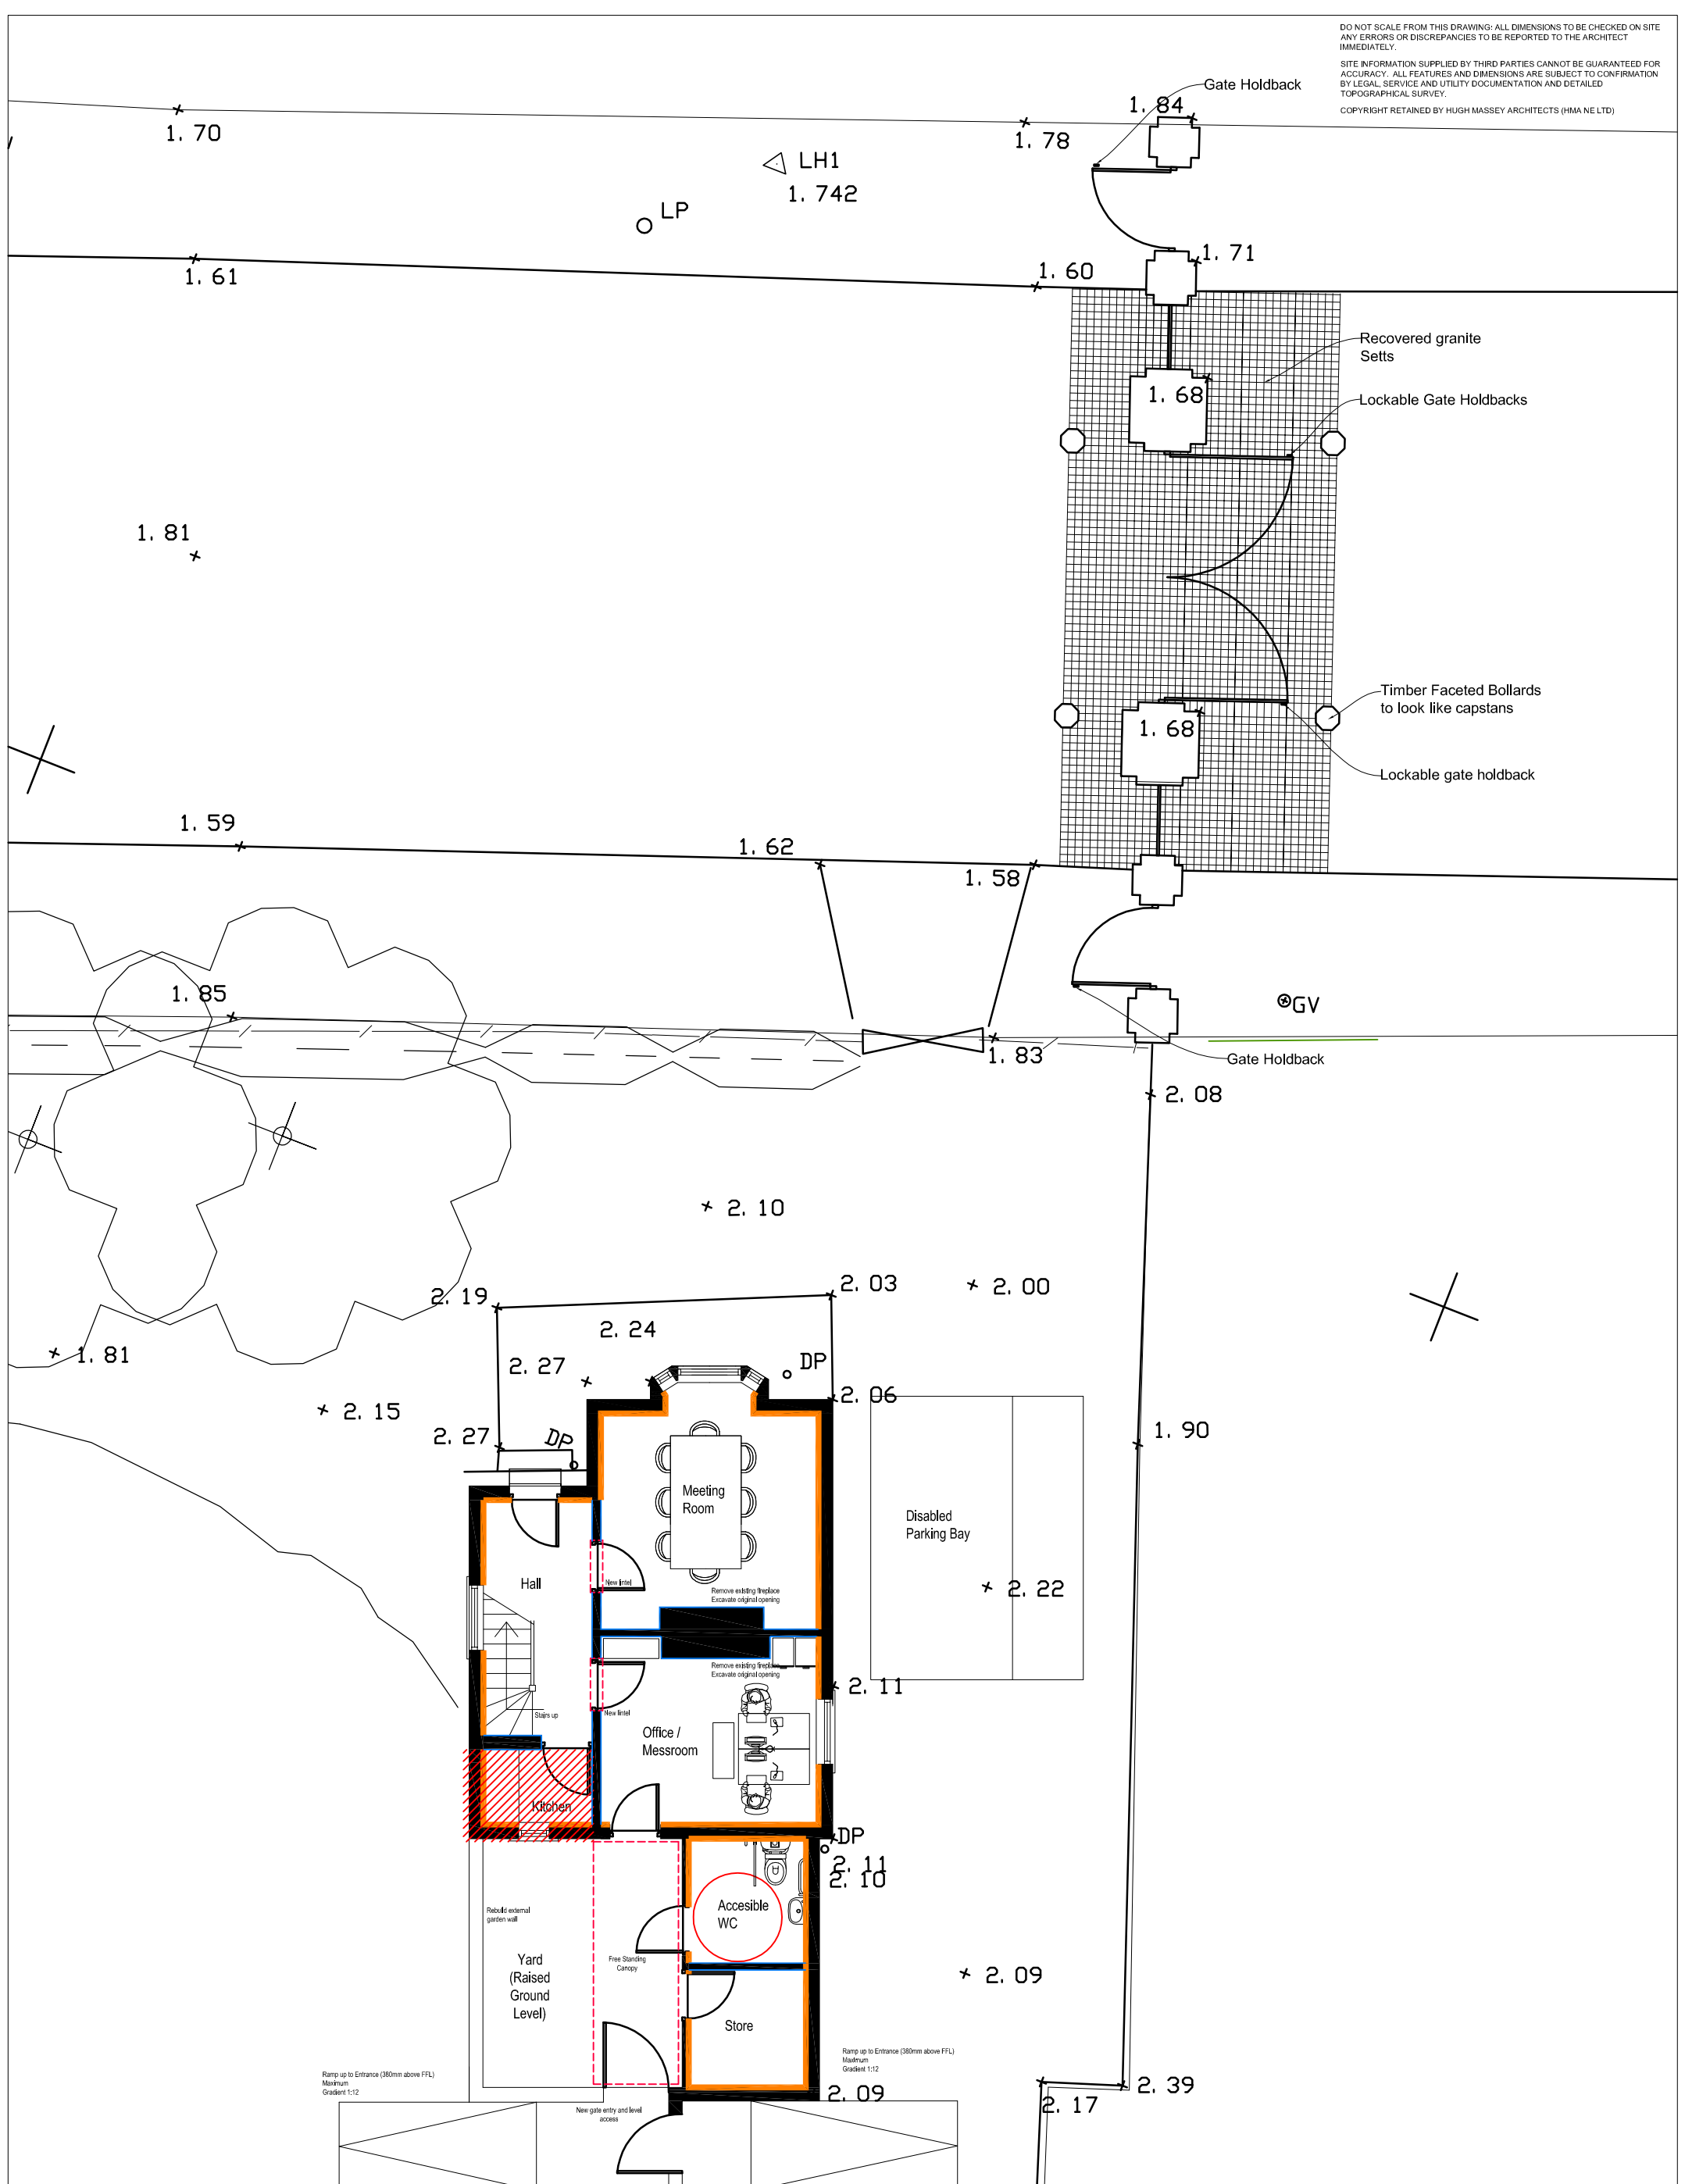 DO NOT SCALE FROM THIS DRAWING: ALL DIMENSIONS TO BE CHECKED ON SITE
ANY ERRORS OR DISCREPANCIES TO BE REPORTED TO THE ARCHITECT
IMMEDIATELY.
SITE INFORMATION SUPPLIED BY THIRD PARTIES CANNOT BE GUARANTEED FOR
ACCURACY. ALL FEATURES AND DIMENSIONS ARE SUBJECT TO CONFIRMATION
BY LEGAL, SERVICE AND UTILITY DOCUMENTATION AND DETAILED
TOPOGRAPHICAL SURVEY.
COPYRIGHT RETAINED BY HUGH MASSEY ARCHITECTS (HMA NE LTD)
Gate Holdback
1. 84
1. 70
1. 78
LH1
1. 742
LP
1. 71
1. 61
1. 60
Recovered granite
Setts
1. 68
Lockable Gate Holdbacks
1. 81
Timber Faceted Bollards
to look like capstans
1. 68
Lockable gate holdback
1. 59
1. 62
1. 58
1. 85
GV
1. 83
Gate Holdback
2. 08
2. 10
2. 19
2. 03
2. 00
2. 24
1. 81
2. 27
DP
2. 06
2. 15
2. 27
DP
1. 90
Meeting
Room
Disabled
Parking Bay
Hall
New lintel
Remove existing fireplace
Excavate original opening
2. 22
Remove existing fireplace
Excavate original opening
2. 11
Stairs up
New lintel
Office /
Messroom
Kitchen
DP
2. 11
2. 10
Rebuild external
garden wall
Accesible
WC
Yard
(Raised
Ground
Level)
Free Standing
Canopy
2. 09
Store
Ramp up to Entrance (380mm above FFL)
Maximum
Gradient 1:12
Ramp up to Entrance (380mm above FFL)
Maximum
Gradient 1:12
2. 09
2. 39
2. 17
New gate entry and level
access